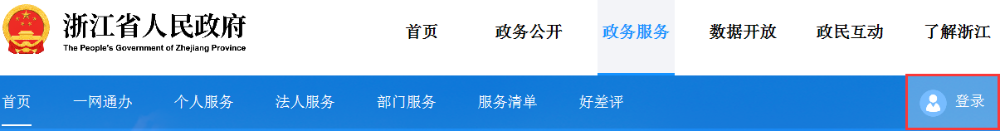 浙江省人民政府
The People's Government of Zhejiang Province
首页 政务公开 政务服务 数据开放 政民互动 了解浙江
首页 一网通办 个人服务 法人服务 部门服务 服务清单 好差评 登录